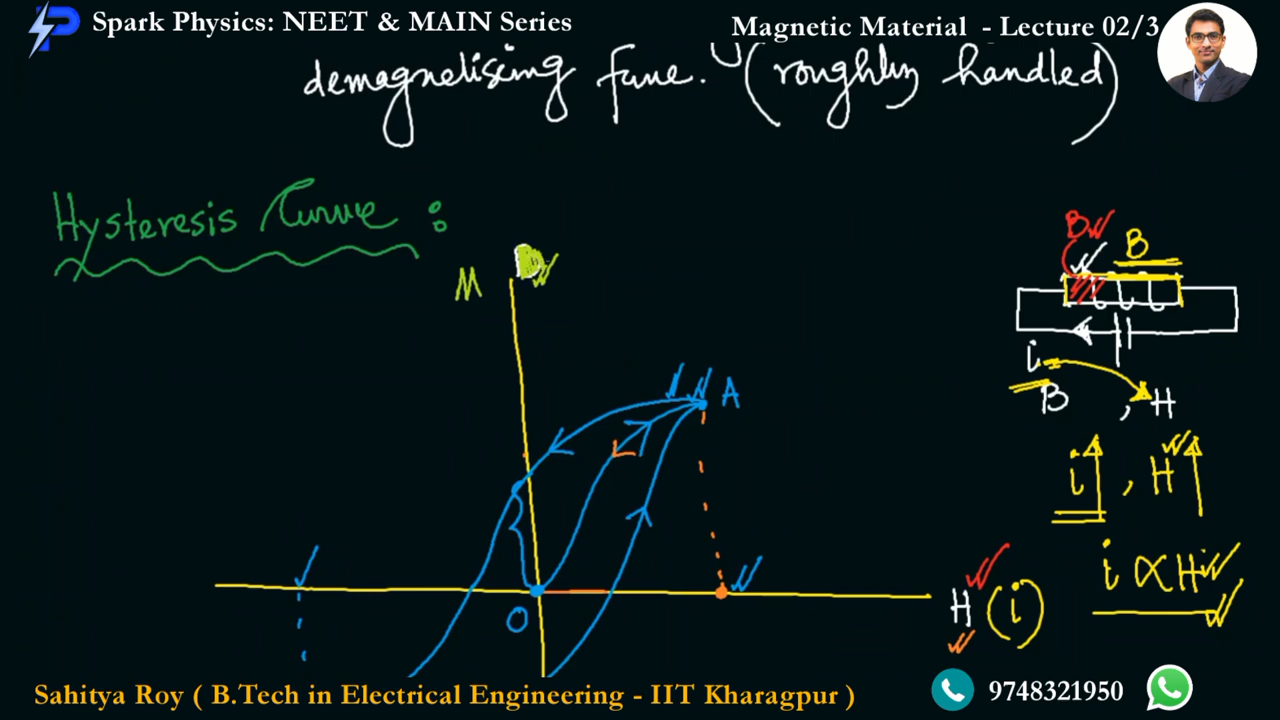 Spark Physics: NEET & MAIN Series
Magnetic Material - Lecture 02/3
demagnetising fune. (roughly handled)
Hysteresis Curve :
M
B
B
i
B , H
A
i , H
i ∝ H
H (i)
O
Sahitya Roy ( B.Tech in Electrical Engineering - IIT Kharagpur )
9748321950